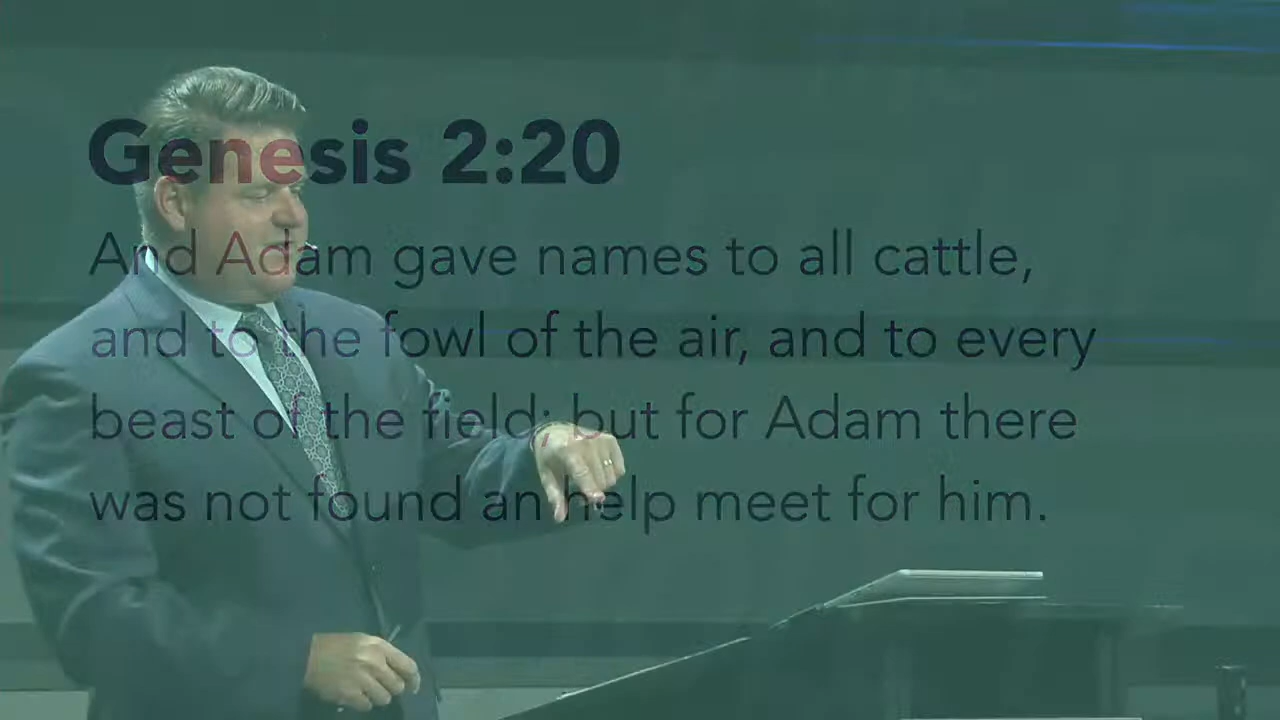 Genesis 2:20
And Adam gave names to all cattle,
and to the fowl of the air, and to every
beast of the field; but for Adam there
was not found an help meet for him.